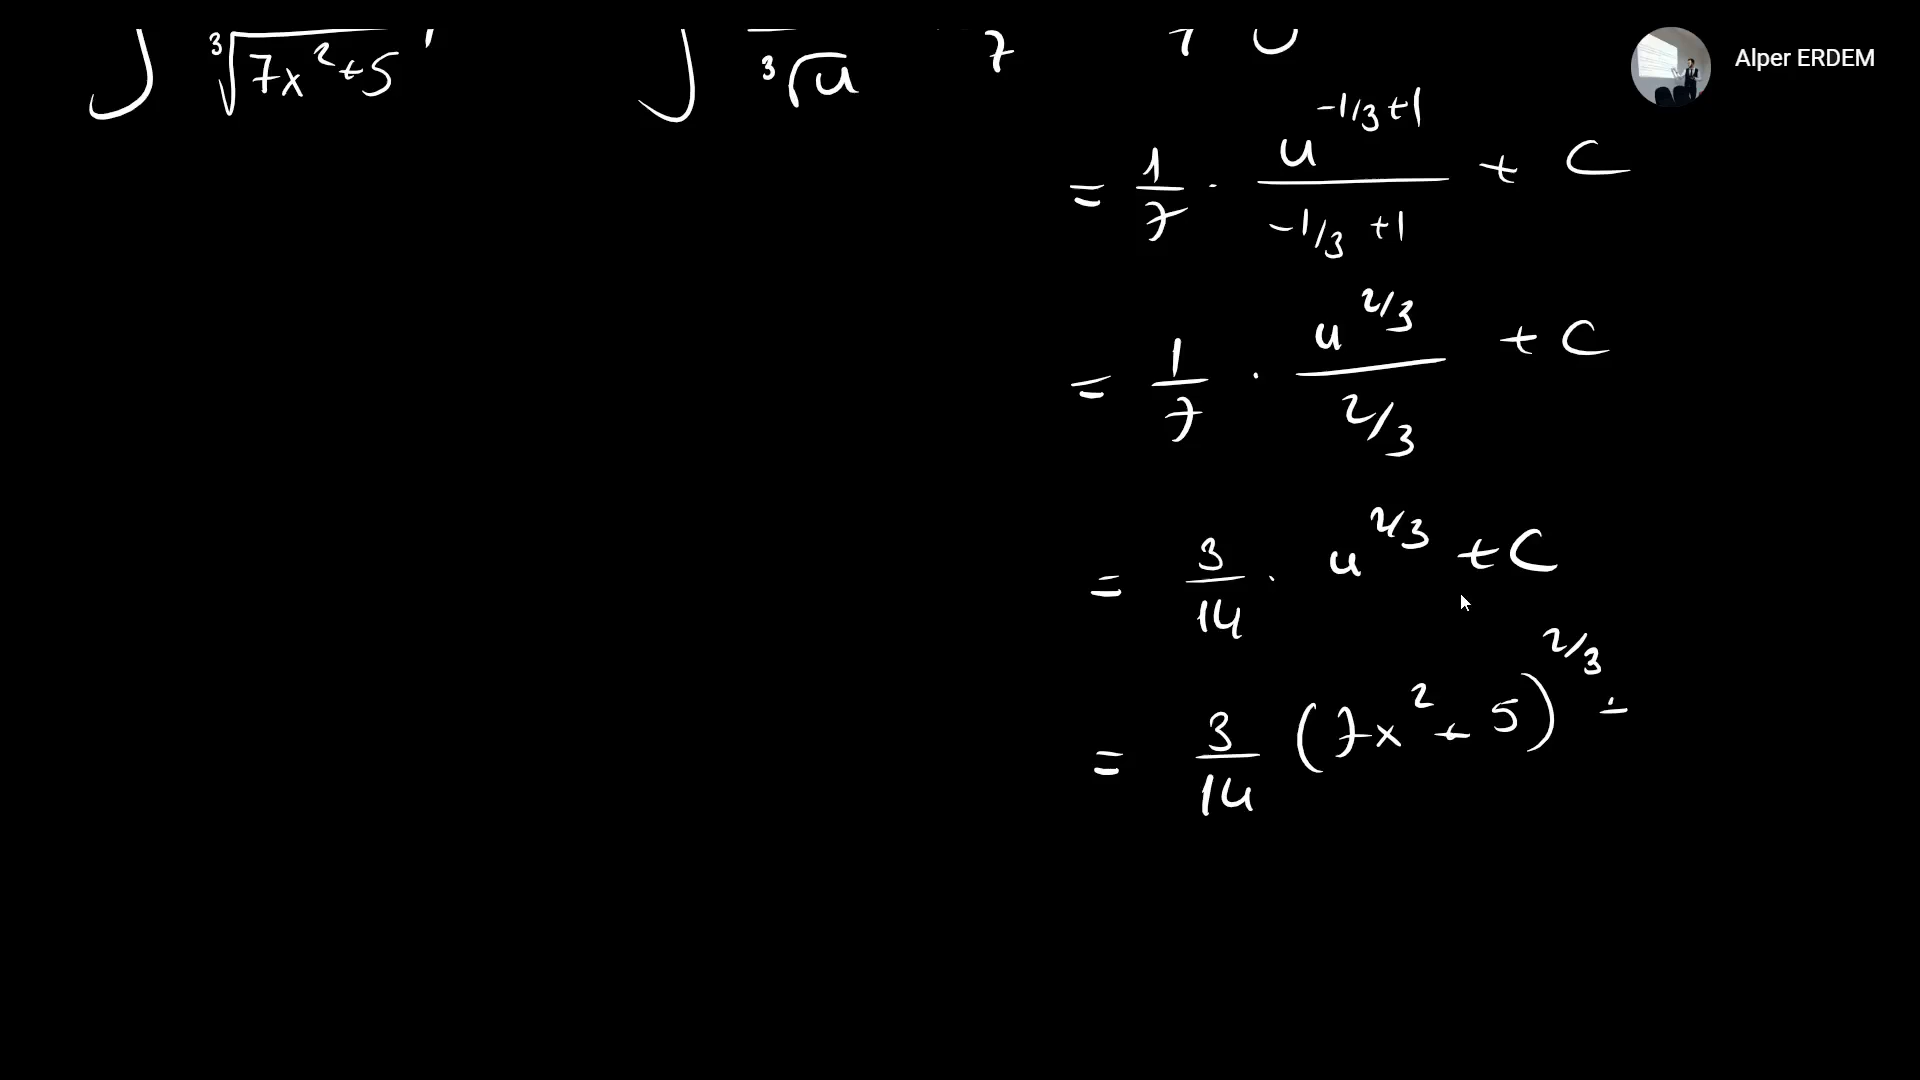 Alper ERDEM
∫ ∛(7x²+5) ∫ ∛u 7
= 1/7 · u^(-1/3+1) / (-1/3+1) + C
= 1/7 · u^(2/3) / (2/3) + C
= 3/14 · u^(2/3) + C
= 3/14 (7x²+5)^(2/3)